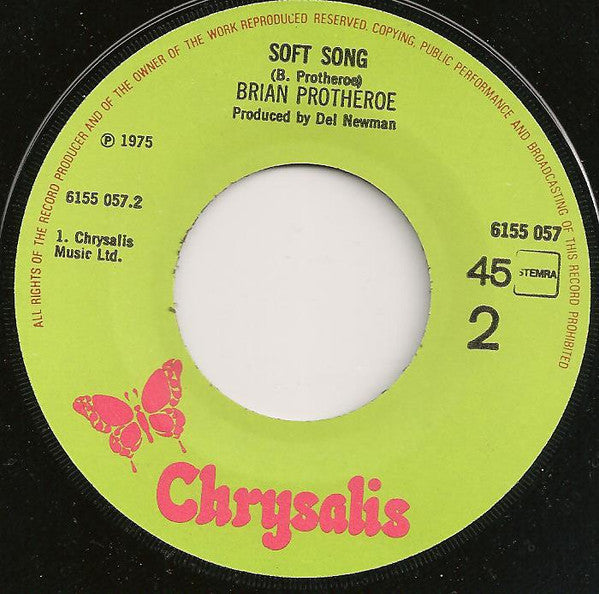 ALL RIGHTS OF THE RECORD PRODUCER AND OF THE OWNER OF THE WORK REPRODUCED RESERVED. COPYING, PUBLIC PERFORMANCE AND BROADCASTING OF THIS RECORD PROHIBITED
SOFT SONG
(B. Protheroe)
BRIAN PROTHEROE
Produced by Del Newman
Ⓟ 1975
6155 057.2
6155 057
1. Chrysalis
Music Ltd.
45 STEMRA
2
Chrysalis